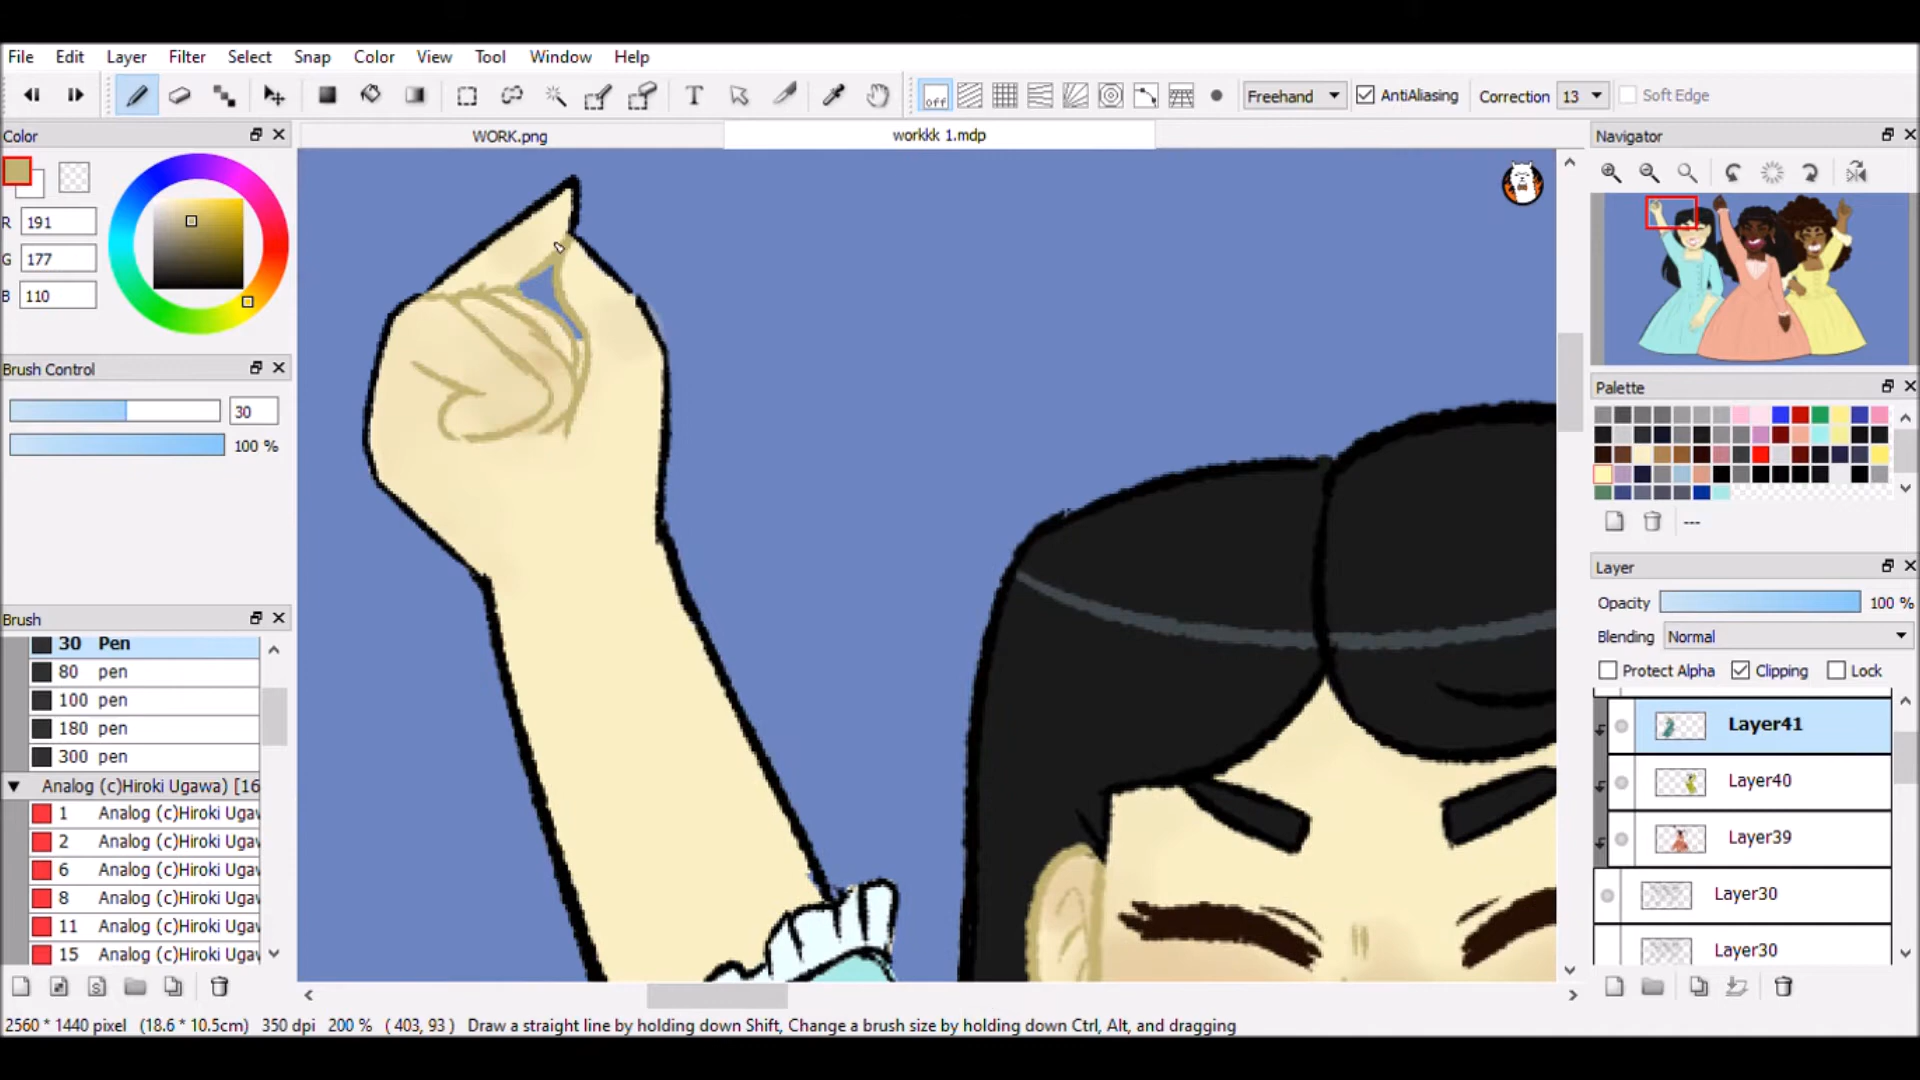 File Edit Layer Filter Select Snap Color View Tool Window Help
off Freehand AntiAliasing Correction 13 Soft Edge
Color
WORK.png
workkk 1.mdp
Navigator
R 191
G 177
B 110
Brush Control
30
100 %
Palette
---
Layer
Opacity 100 %
Blending Normal
Protect Alpha Clipping Lock
Brush
30 Pen
80 pen
100 pen
180 pen
300 pen
Analog (c)Hiroki Ugawa) [16
1 Analog (c)Hiroki Ugaw
2 Analog (c)Hiroki Ugaw
6 Analog (c)Hiroki Ugaw
8 Analog (c)Hiroki Ugaw
11 Analog (c)Hiroki Ugaw
15 Analog (c)Hiroki Ugaw
Layer41
Layer40
Layer39
Layer30
Layer30
2560 * 1440 pixel (18.6 * 10.5cm) 350 dpi 200 % ( 403, 93 ) Draw a straight line by holding down Shift, Change a brush size by holding down Ctrl, Alt, and dragging